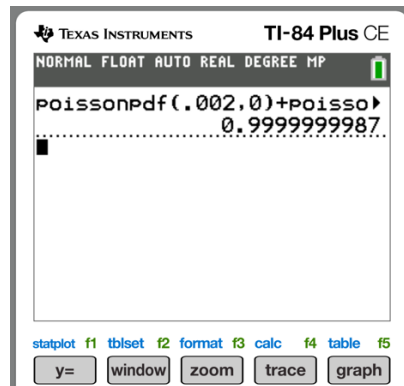 TEXAS INSTRUMENTS TI-84 Plus CE
NORMAL FLOAT AUTO REAL DEGREE MP
poissonpdf(.002,0)+poisso
0.9999999987
statplot f1 tblset f2 format f3 calc f4 table f5
y= window zoom trace graph